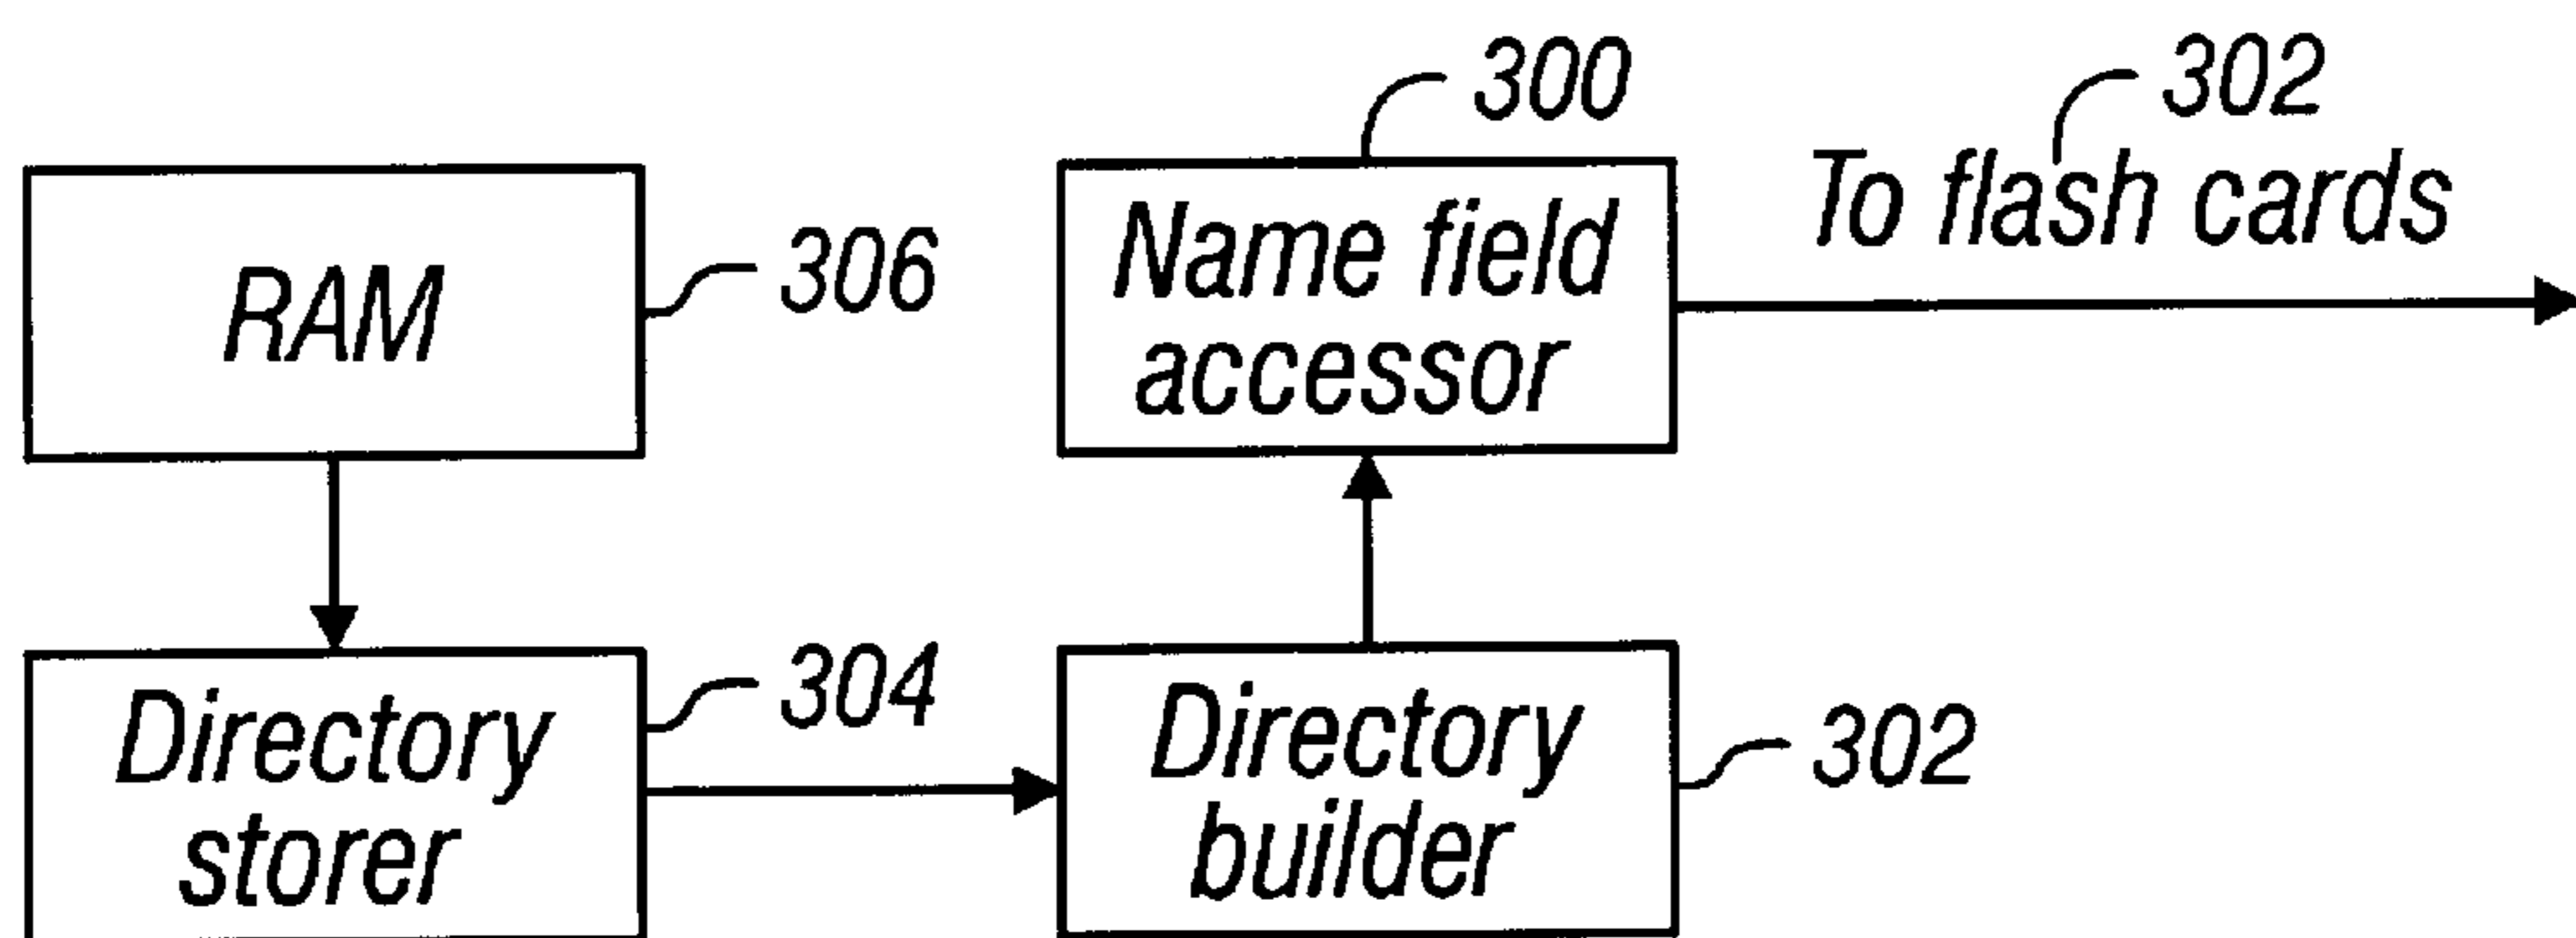 300
302
To flash cards
RAM
306
Name field
accessor
Directory
storer
304
Directory
builder
302